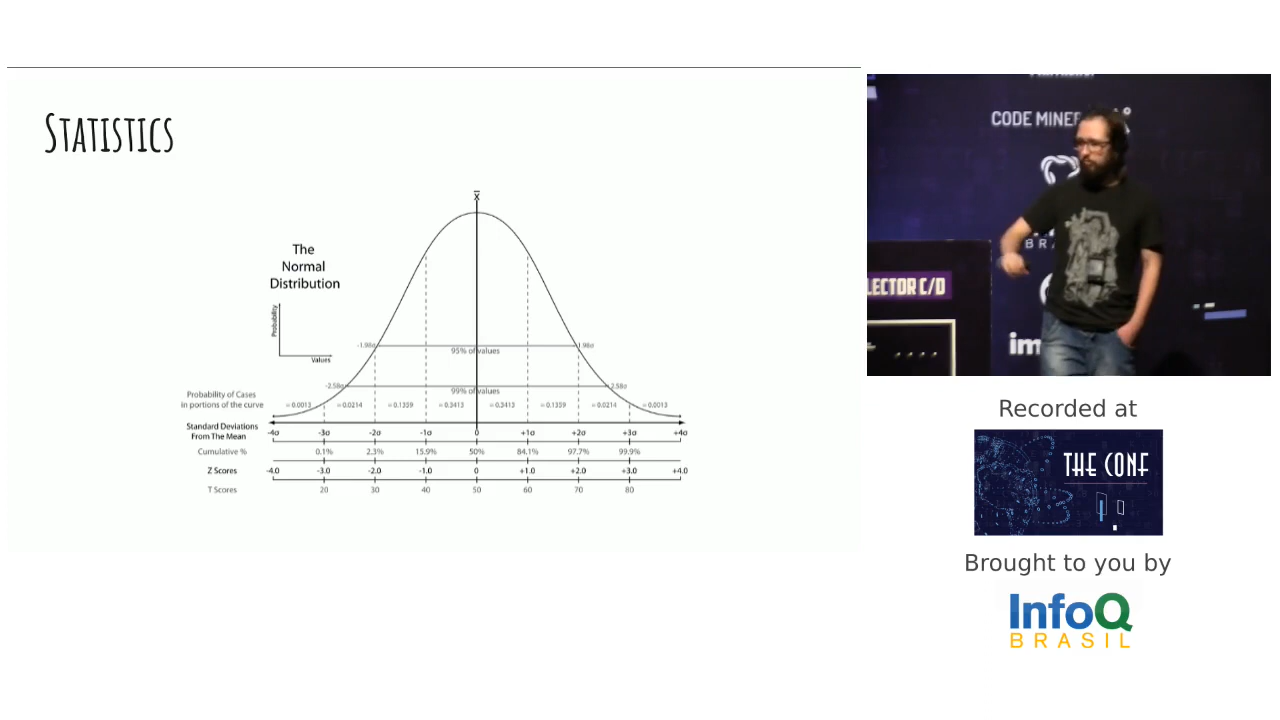 Statistics
x̄
The
Normal
Distribution
Probability
Values
-1.98σ
1.98σ
95% of values
-2.58σ
2.58σ
99% of values
Probability of Cases
in portions of the curve
≈0.0013 ≈0.0214 ≈0.1359 ≈0.3413 ≈0.3413 ≈0.1359 ≈0.0214 ≈0.0013
Standard Deviations
From The Mean
-4σ -3σ -2σ -1σ 0 +1σ +2σ +3σ +4σ
Cumulative % 0.1% 2.3% 15.9% 50% 84.1% 97.7% 99.9%
Z Scores -4.0 -3.0 -2.0 -1.0 0 +1.0 +2.0 +3.0 +4.0
T Scores 20 30 40 50 60 70 80
CODE MINER
BRA
LECTOR C/D
im
Recorded at
THE CONF
Brought to you by
InfoQ
BRASIL